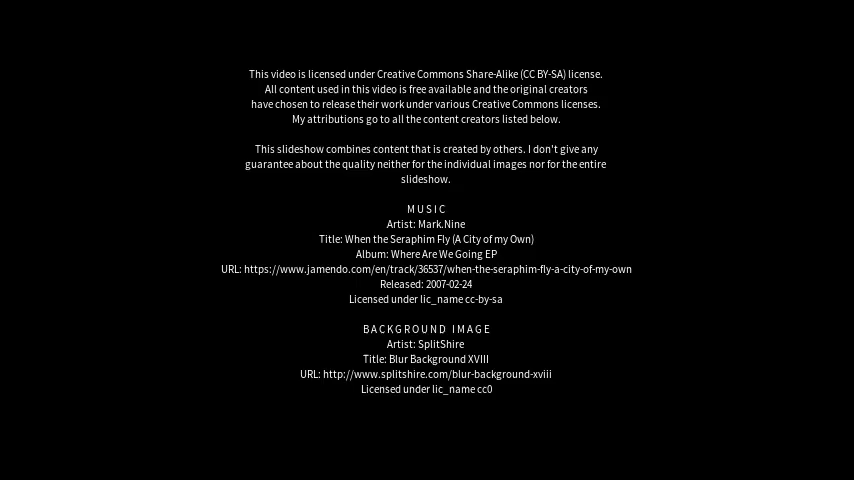 This video is licensed under Creative Commons Share-Alike (CC BY-SA) license.
All content used in this video is free available and the original creators
have chosen to release their work under various Creative Commons licenses.
My attributions go to all the content creators listed below.
This slideshow combines content that is created by others. I don't give any
guarantee about the quality neither for the individual images nor for the entire
slideshow.
MUSIC
Artist: Mark.Nine
Title: When the Seraphim Fly (A City of my Own)
Album: Where Are We Going EP
URL: https://www.jamendo.com/en/track/36537/when-the-seraphim-fly-a-city-of-my-own
Released: 2007-02-24
Licensed under lic_name cc-by-sa
BACKGROUND IMAGE
Artist: SplitShire
Title: Blur Background XVIII
URL: http://www.splitshire.com/blur-background-xviii
Licensed under lic_name cc0